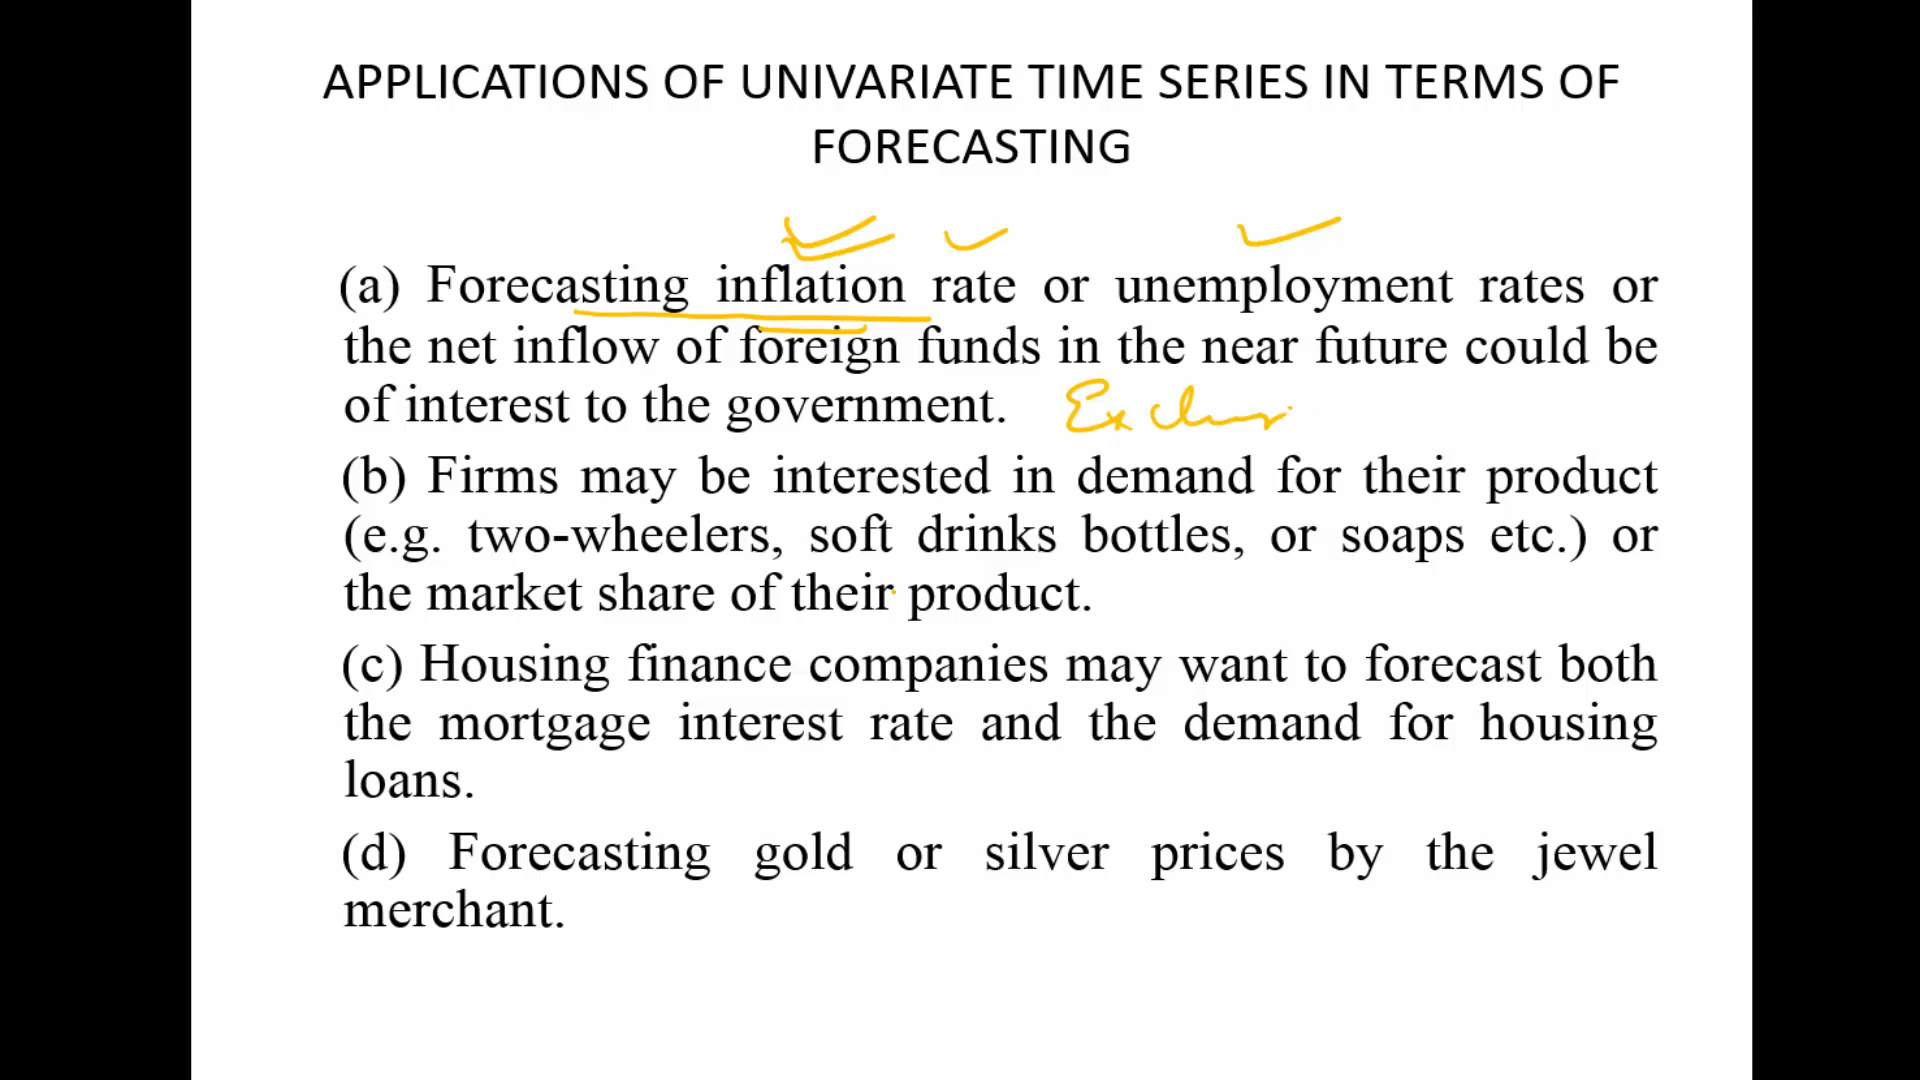 APPLICATIONS OF UNIVARIATE TIME SERIES IN TERMS OF
FORECASTING
(a) Forecasting inflation rate or unemployment rates or
the net inflow of foreign funds in the near future could be
of interest to the government.
(b) Firms may be interested in demand for their product
(e.g. two-wheelers, soft drinks bottles, or soaps etc.) or
the market share of their product.
(c) Housing finance companies may want to forecast both
the mortgage interest rate and the demand for housing
loans.
(d) Forecasting gold or silver prices by the jewel
merchant.